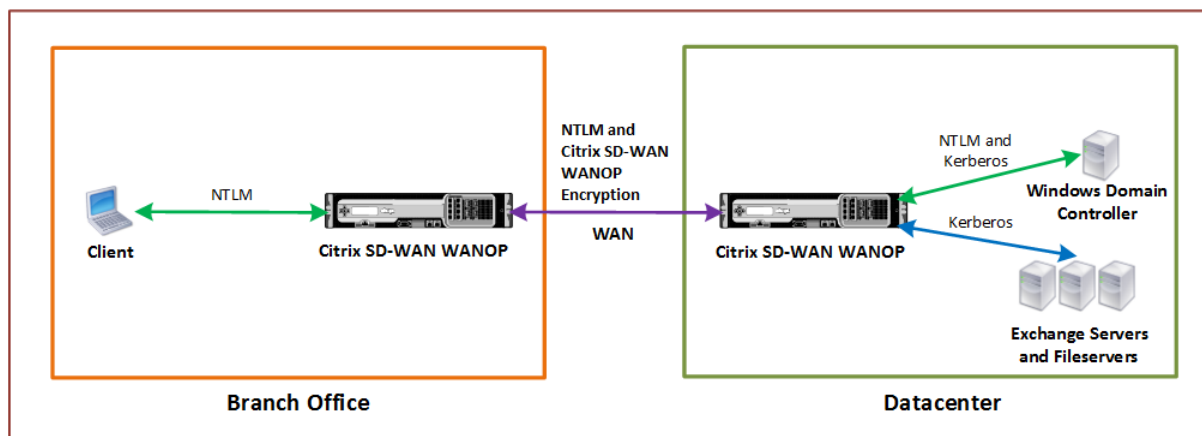 NTLM and
Citrix SD-WAN
WANOP
Encryption
NTLM
WAN
Client
Citrix SD-WAN WANOP
Citrix SD-WAN WANOP
NTLM and
Kerberos
Windows Domain
Controller
Kerberos
Exchange Servers
and Fileservers
Branch Office
Datacenter